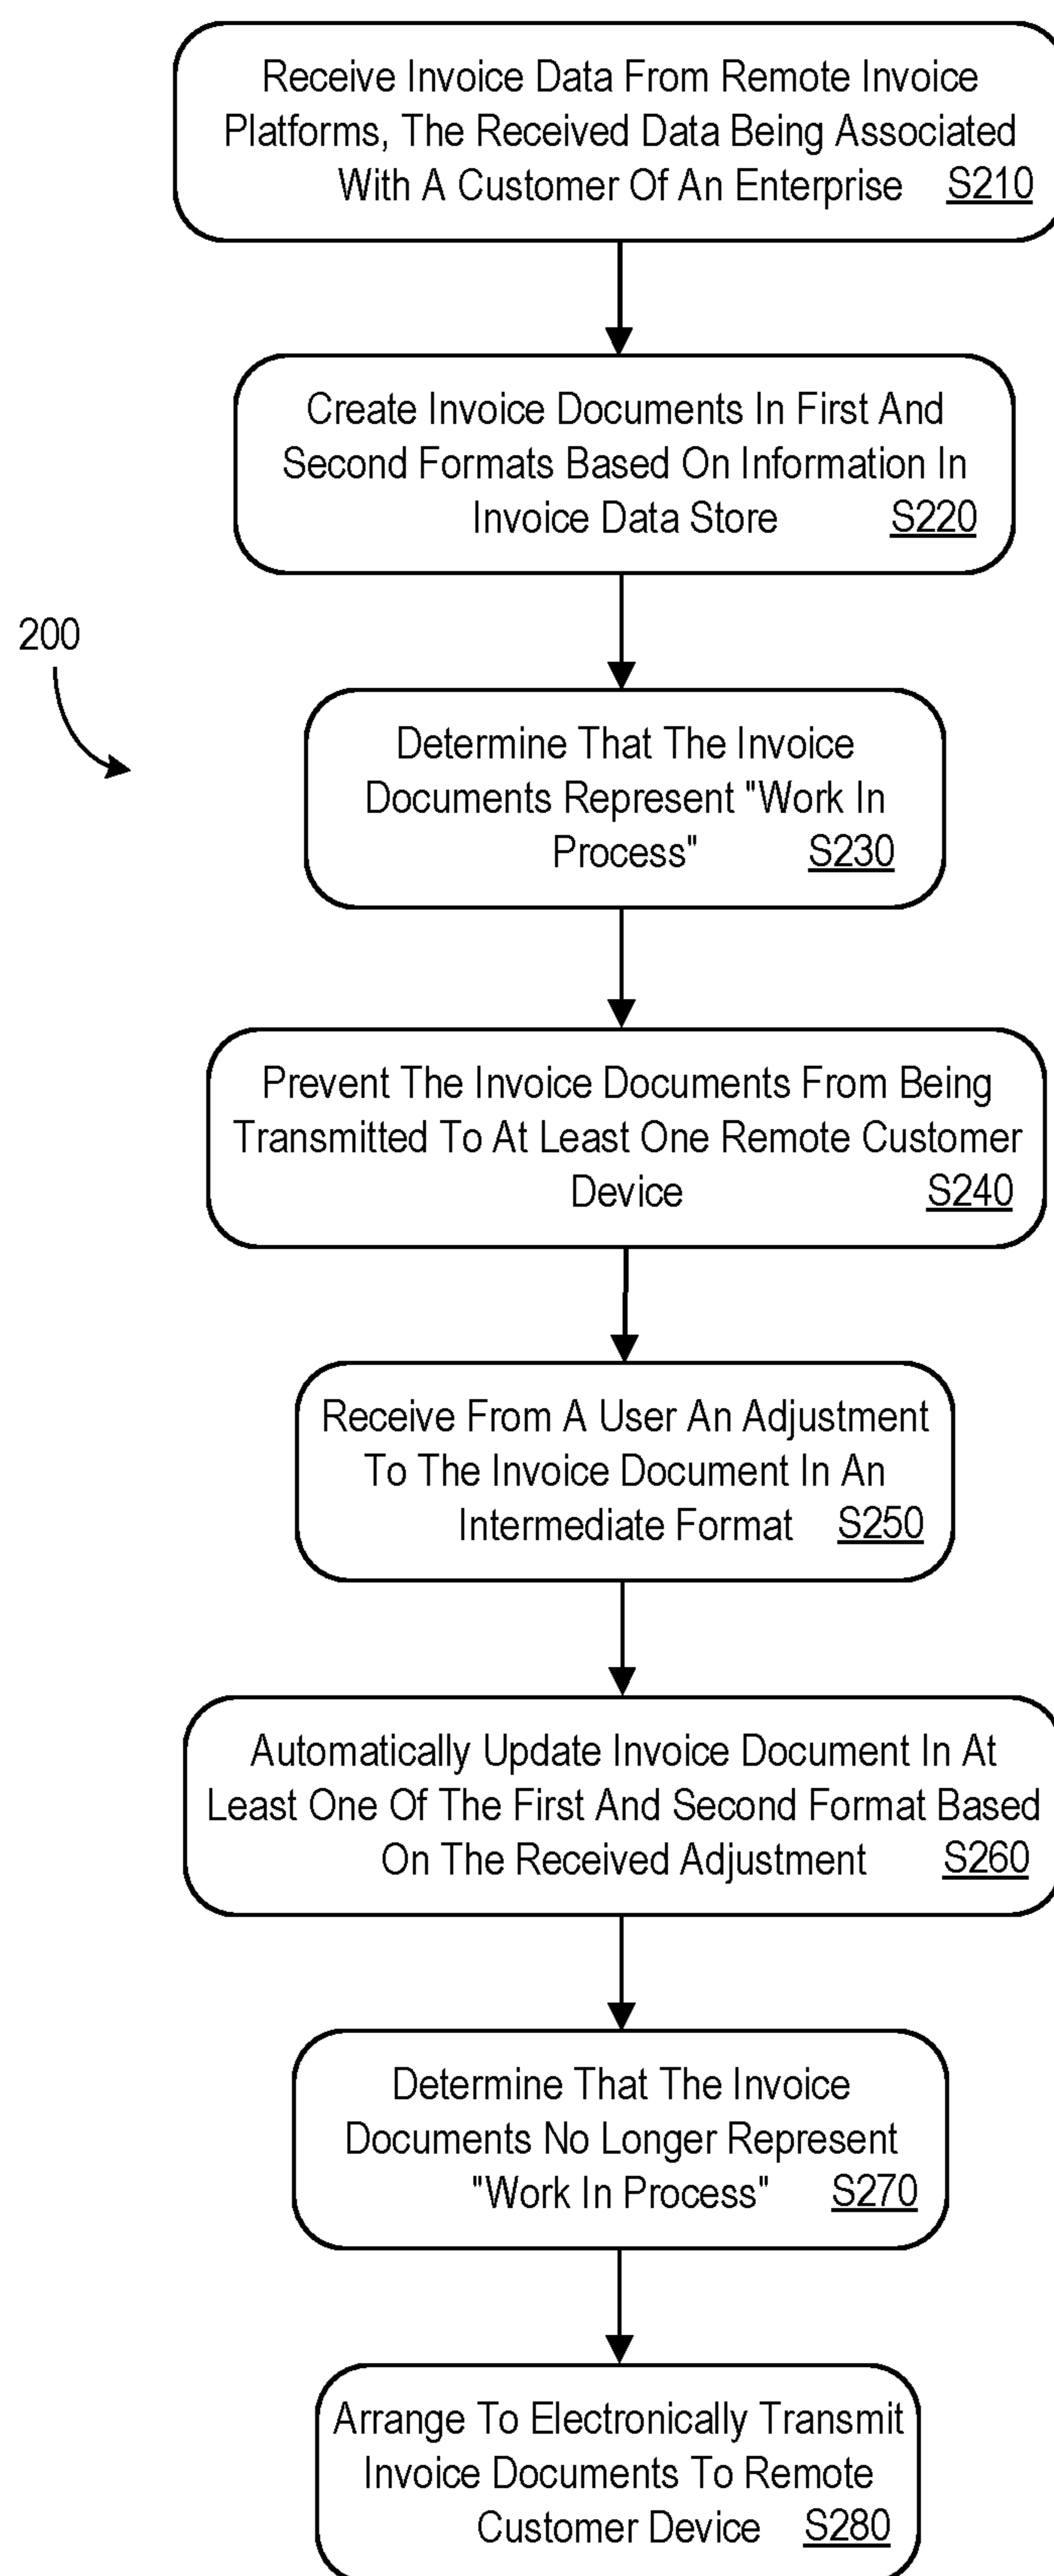 Receive Invoice Data From Remote Invoice
Platforms, The Received Data Being Associated
With A Customer Of An Enterprise S210
Create Invoice Documents In First And
Second Formats Based On Information In
Invoice Data Store S220
200
Determine That The Invoice
Documents Represent "Work In
Process" S230
Prevent The Invoice Documents From Being
Transmitted To At Least One Remote Customer
Device S240
Receive From A User An Adjustment
To The Invoice Document In An
Intermediate Format S250
Automatically Update Invoice Document In At
Least One Of The First And Second Format Based
On The Received Adjustment S260
Determine That The Invoice
Documents No Longer Represent
"Work In Process" S270
Arrange To Electronically Transmit
Invoice Documents To Remote
Customer Device S280